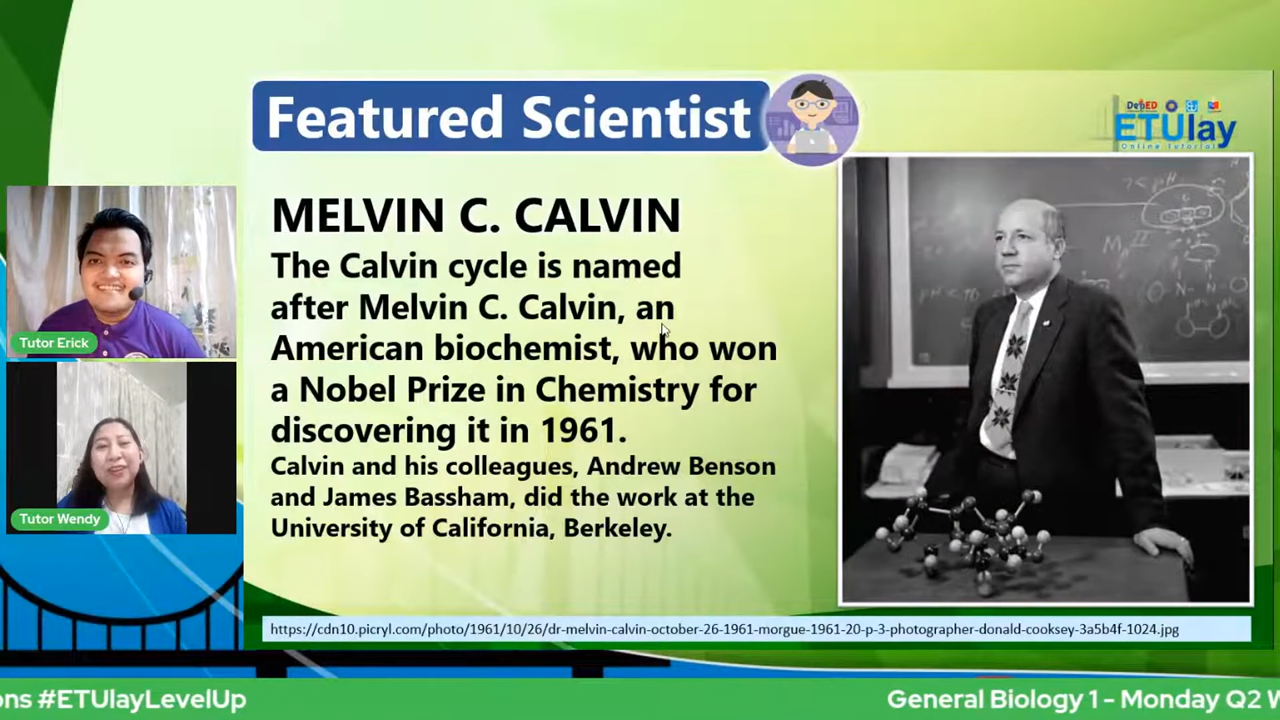 Featured Scientist
DepED
ETUlay
Online Tutorial
MELVIN C. CALVIN
The Calvin cycle is named
after Melvin C. Calvin, an
American biochemist, who won
a Nobel Prize in Chemistry for
discovering it in 1961.
Calvin and his colleagues, Andrew Benson
and James Bassham, did the work at the
University of California, Berkeley.
Tutor Erick
Tutor Wendy
https://cdn10.picryl.com/photo/1961/10/26/dr-melvin-calvin-october-26-1961-morgue-1961-20-p-3-photographer-donald-cooksey-3a5b4f-1024.jpg
ons #ETUlayLevelUp
General Biology 1 - Monday Q2 W